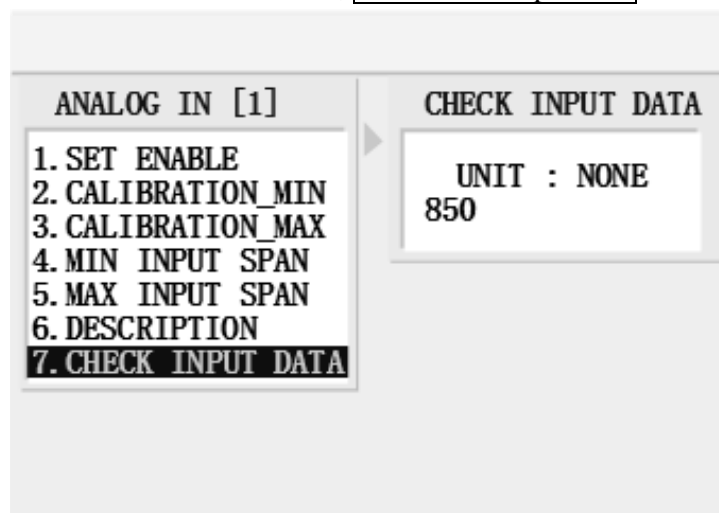 ANALOG IN [1]
1. SET ENABLE
2. CALIBRATION_MIN
3. CALIBRATION_MAX
4. MIN INPUT SPAN
5. MAX INPUT SPAN
6. DESCRIPTION
7. CHECK INPUT DATA
CHECK INPUT DATA
UNIT : NONE
850